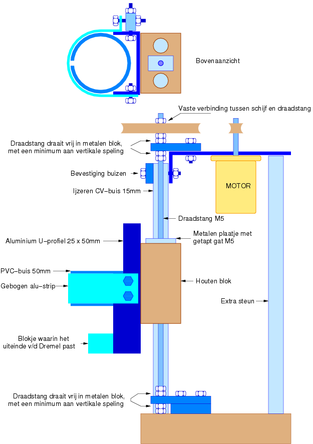 Bovenaanzicht
Vaste verbinding tussen schijf en draadstang
Draadstang draait vrij in metalen blok,
met een minimum aan vertikale speling
Bevestiging buizen
IJzeren CV-buis 15mm
MOTOR
Draadstang M5
Metalen plaatje met
getapt gat M5
Aluminium U-profiel 25 x 50mm
PVC-buis 50mm
Gebogen alu-strip
Houten blok
Extra steun
Blokje waarin het
uiteinde v/d Dremel past
Draadstang draait vrij in metalen blok,
met een minimum aan vertikale speling